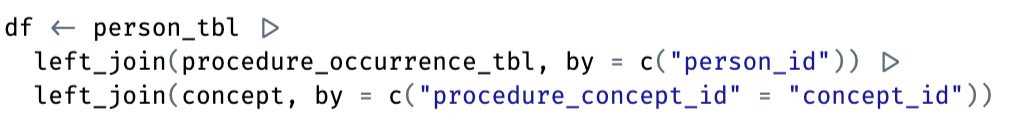 df <- person_tbl |>
  left_join(procedure_occurrence_tbl, by = c("person_id")) |>
  left_join(concept, by = c("procedure_concept_id" = "concept_id"))